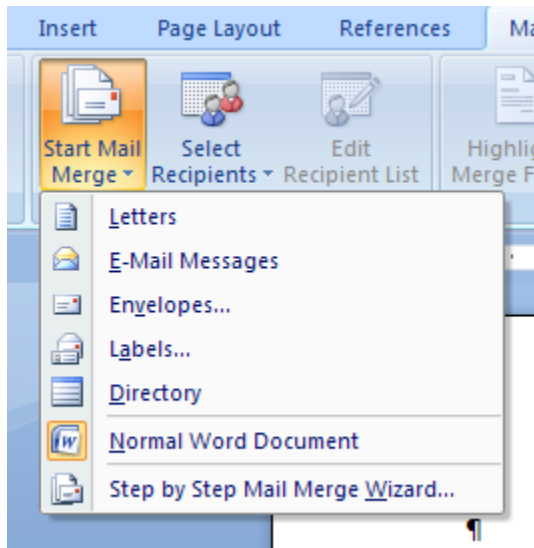 Insert Page Layout References
Start Mail Select Edit
Merge Recipients Recipient List
Letters
E-Mail Messages
Envelopes...
Labels...
Directory
Normal Word Document
Step by Step Mail Merge Wizard...
¶